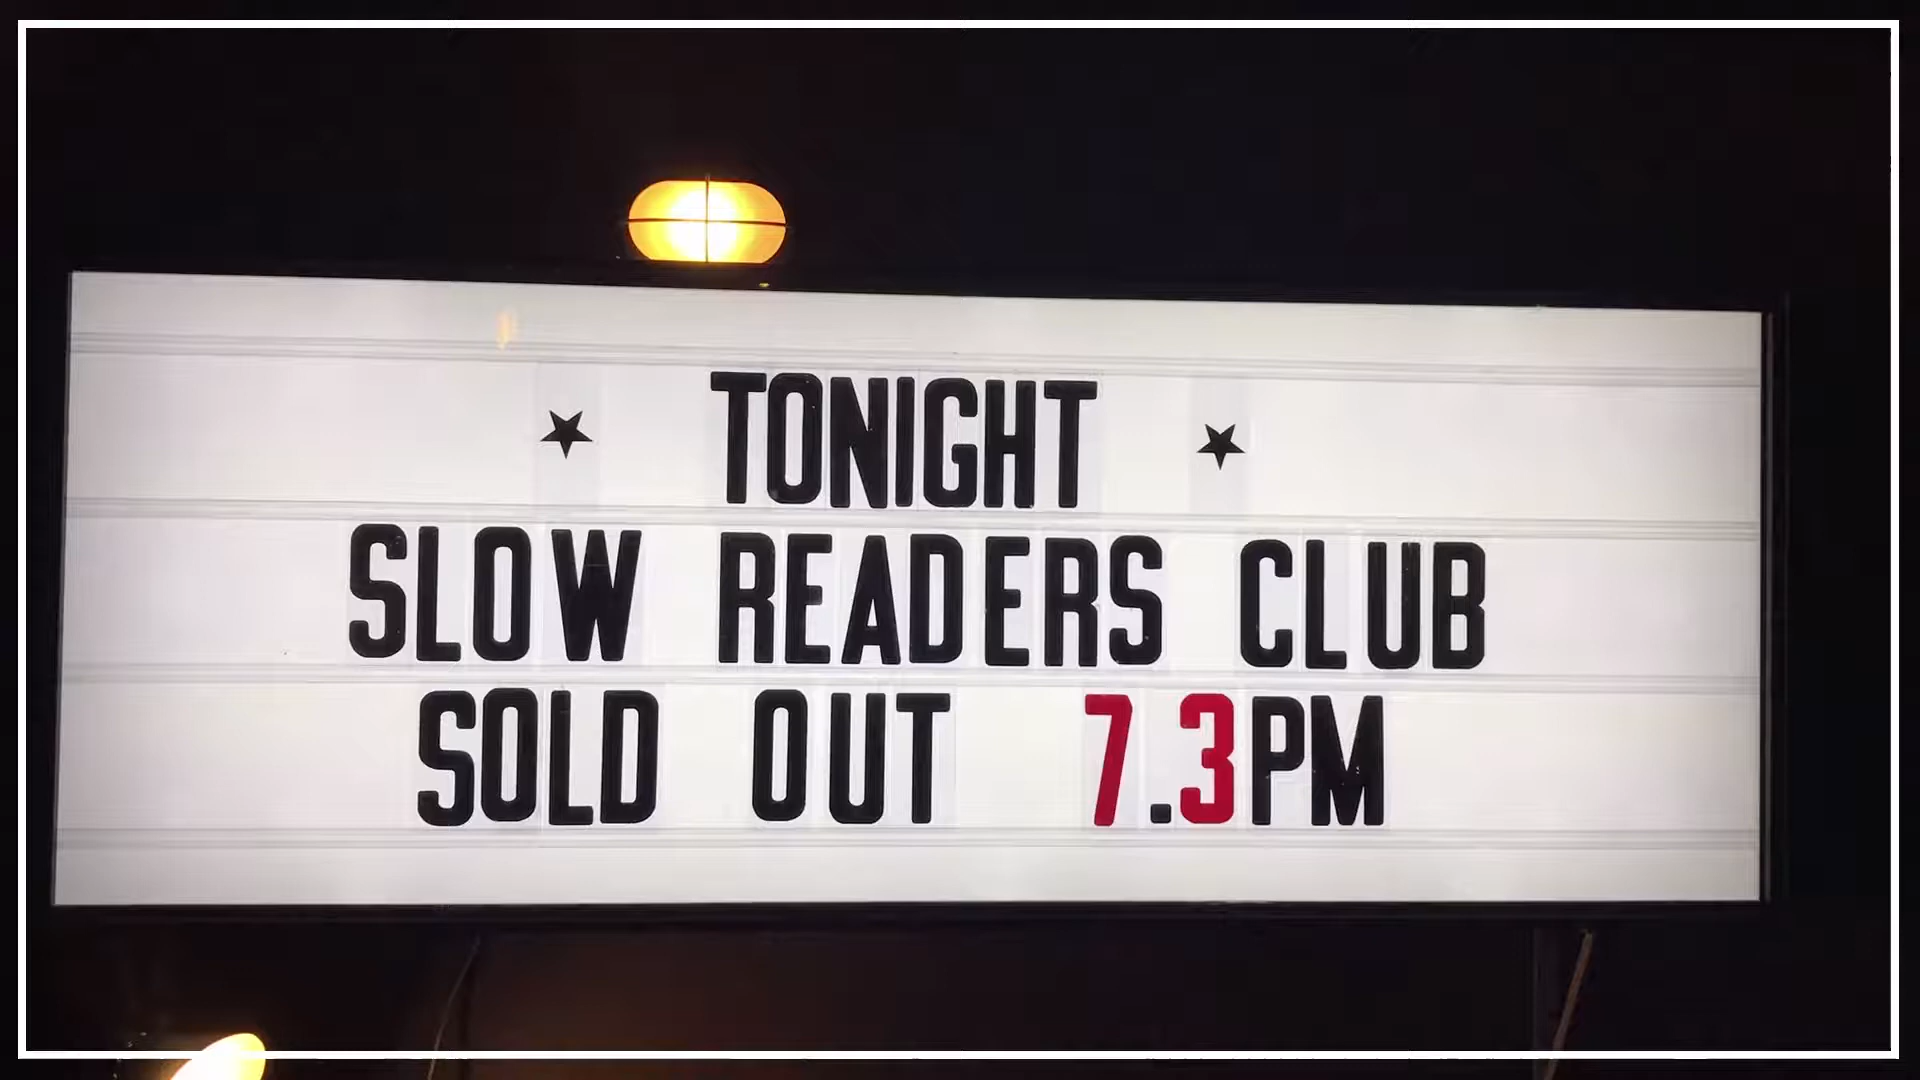 ★ TONIGHT ★
SLOW READERS CLUB
SOLD OUT 7.3PM